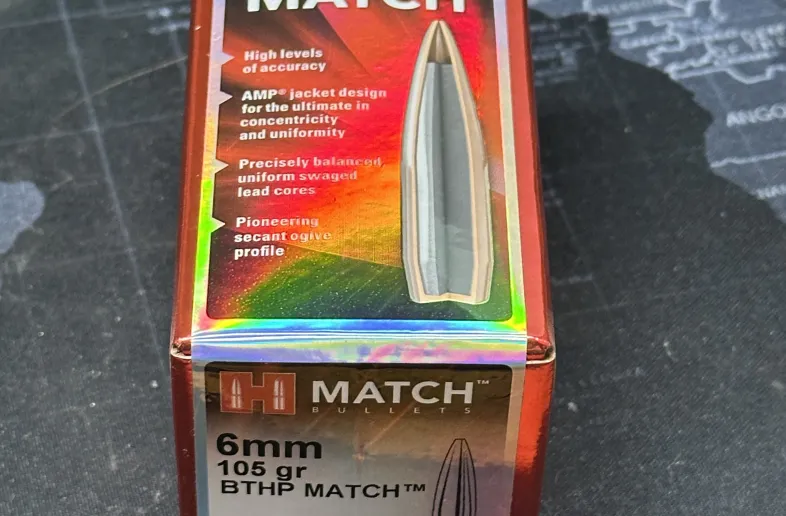 MATCH
High levels
of accuracy
AMP® jacket design
for the ultimate in
concentricity
and uniformity
Precisely balanced
uniform swaged
lead cores
Pioneering
secant ogive
profile
H MATCH™
BULLETS
6mm
105 gr
BTHP MATCH™